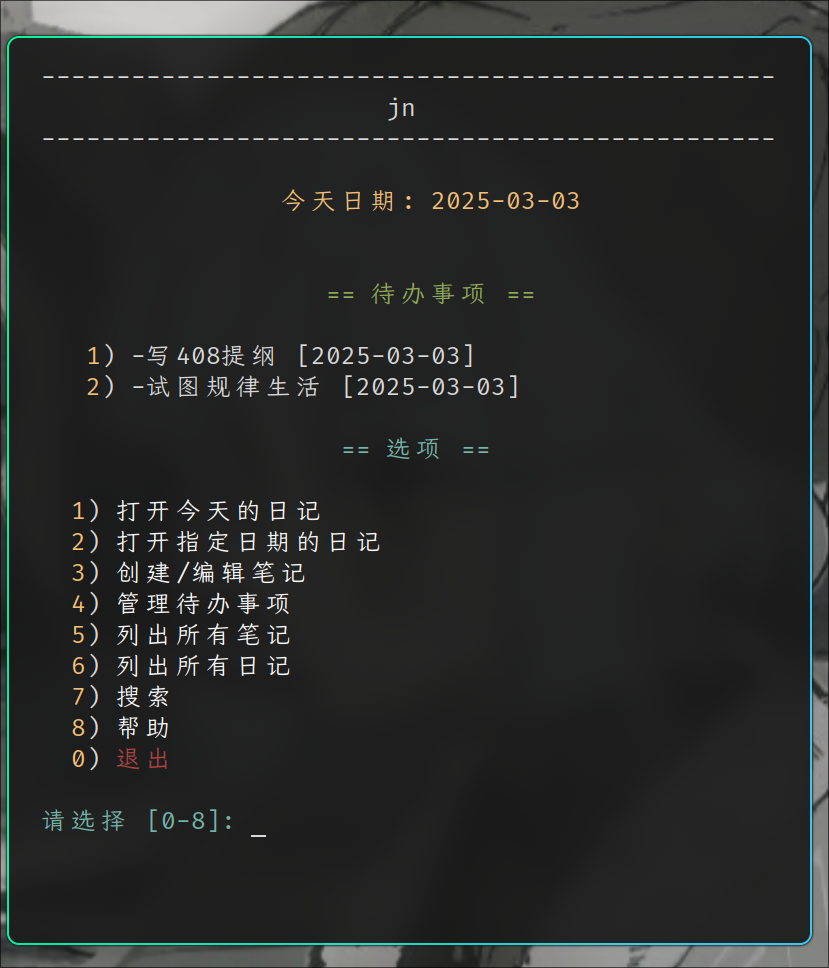 -------------------------------------------------
jn
-------------------------------------------------
今天日期: 2025-03-03
== 待办事项 ==
1) -写408提纲 [2025-03-03]
2) -试图规律生活 [2025-03-03]
== 选项 ==
1) 打开今天的日记
2) 打开指定日期的日记
3) 创建/编辑笔记
4) 管理待办事项
5) 列出所有笔记
6) 列出所有日记
7) 搜索
8) 帮助
0) 退出
请选择 [0-8]: _